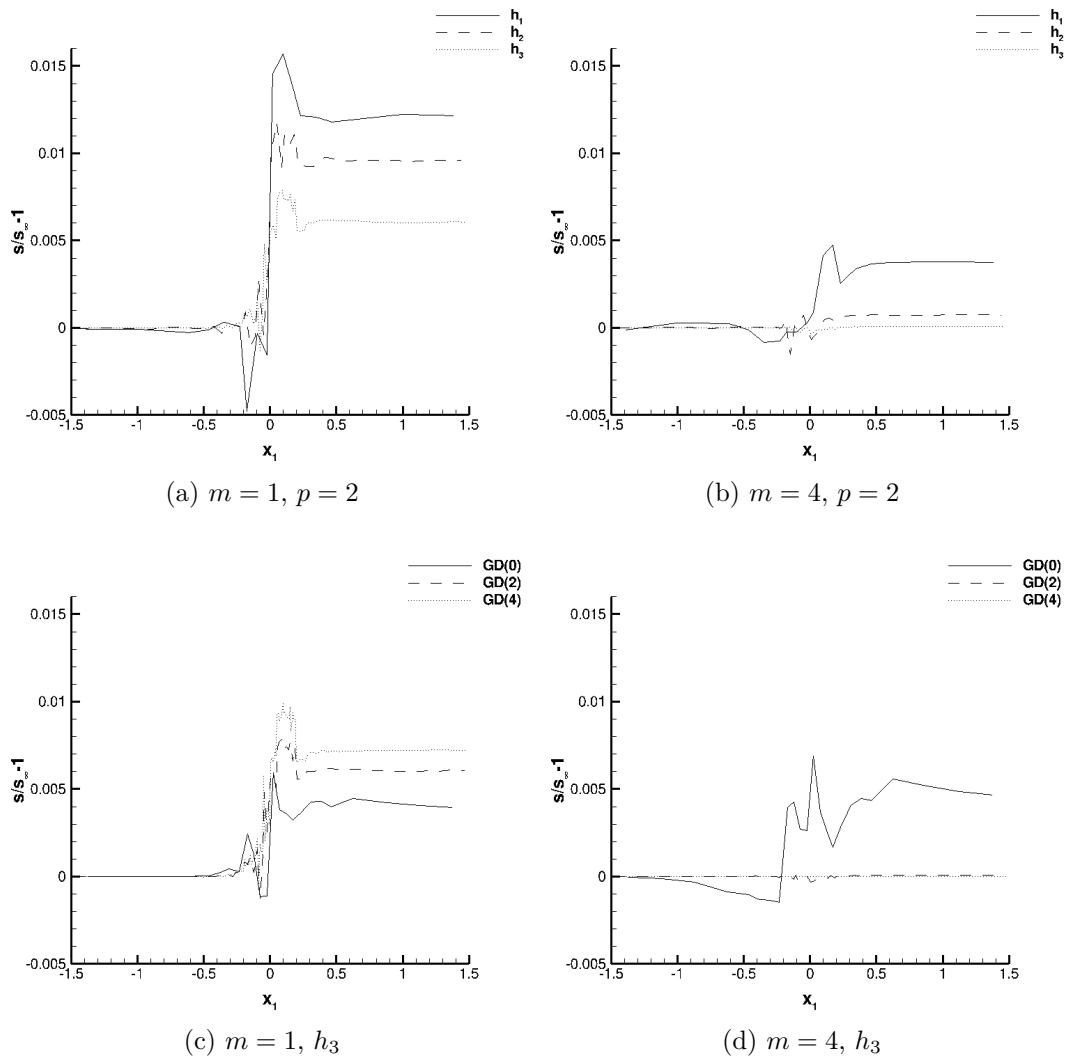 h₁
h₂
h₃
0.015
0.01
s/s∞-1
0.005
0
-0.005
-1.5 -1 -0.5 0 0.5 1 1.5
x₁
(a) m = 1, p = 2
h₁
h₂
h₃
0.015
0.01
s/s∞-1
0.005
0
-0.005
-1.5 -1 -0.5 0 0.5 1 1.5
x₁
(b) m = 4, p = 2
GD(0)
GD(2)
GD(4)
0.015
0.01
s/s∞-1
0.005
0
-0.005
-1.5 -1 -0.5 0 0.5 1 1.5
x₁
(c) m = 1, h₃
GD(0)
GD(2)
GD(4)
0.015
0.01
s/s∞-1
0.005
0
-0.005
-1.5 -1 -0.5 0 0.5 1 1.5
x₁
(d) m = 4, h₃